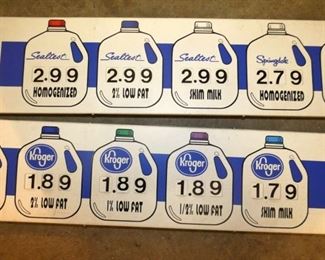 Sealtest Sealtest Sealtest Springdale
2.99 2.99 2.99 2.79
HOMOGENIZED 2% LOW FAT SKIM MILK HOMOGENIZED
Kroger Kroger Kroger Kroger
1.89 1.89 1.89 1.79
2% LOW FAT 1% LOW FAT 1/2% LOW FAT SKIM MILK